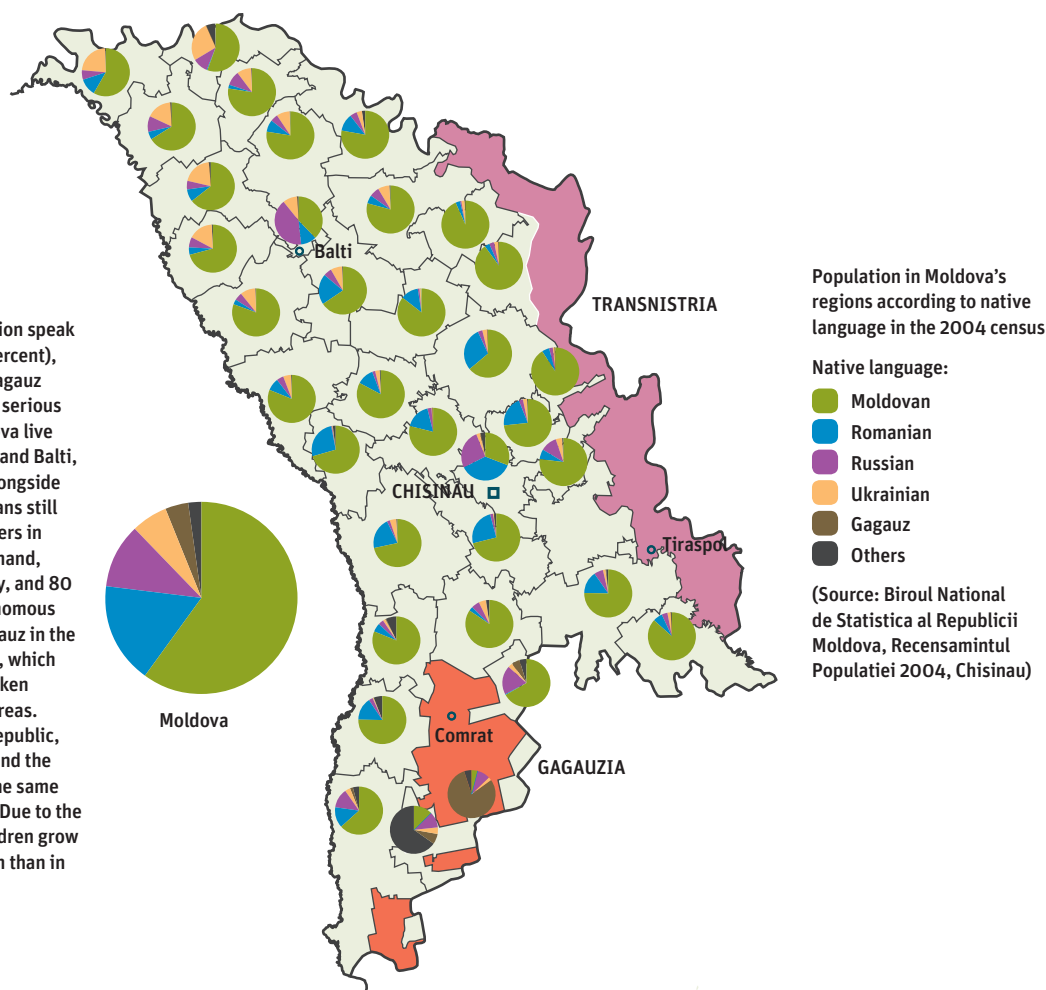 ion speak
ercent),
agauz
serious
va live
and Balti,
ongside
ans still
ers in
hand,
y, and 80
nomous
auz in the
, which
ken
reas.
epublic,
nd the
ne same
Due to the
dren grow
n than in
Balti
TRANSNISTRIA
CHISINAU
Tiraspol
Moldova
Comrat
GAGAUZIA
Population in Moldova's
regions according to native
language in the 2004 census
Native language:
Moldovan
Romanian
Russian
Ukrainian
Gagauz
Others
(Source: Biroul National
de Statistica al Republicii
Moldova, Recensamintul
Populatiei 2004, Chisinau)